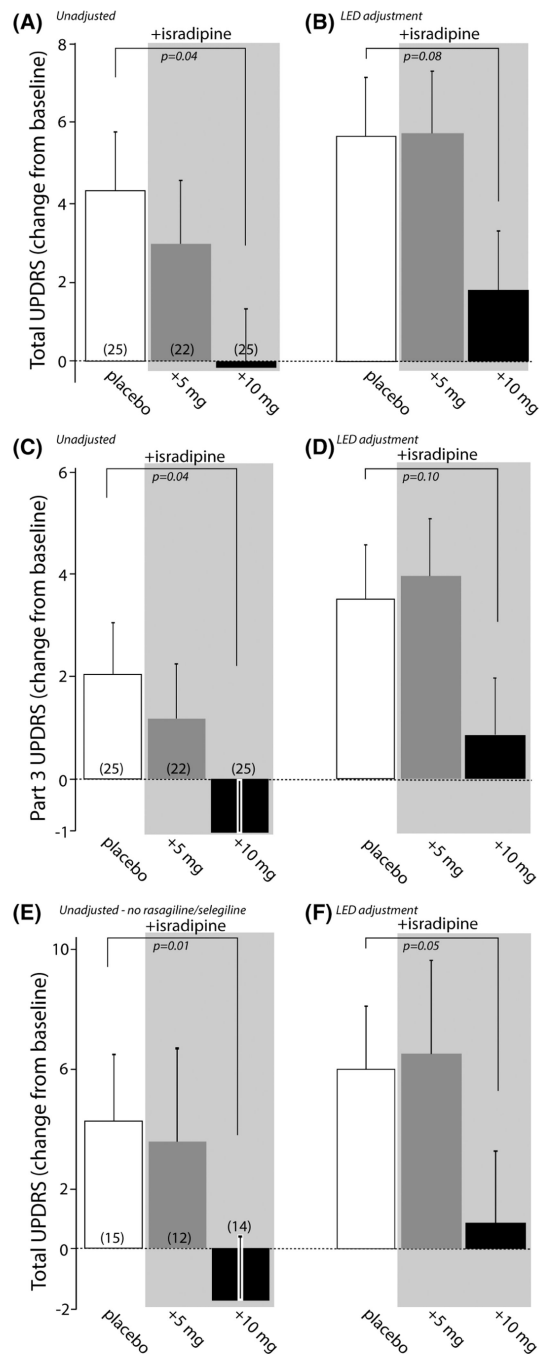 (A) Unadjusted
(B) LED adjustment
+isradipine
p=0.04
p=0.08
Total UPDRS (change from baseline)
8
6
4
2
0
(25)
(22)
(25)
placebo
+5 mg
+10 mg
placebo
+5 mg
+10 mg
(C) Unadjusted
(D) LED adjustment
+isradipine
+isradipine
p=0.04
p=0.10
Part 3 UPDRS (change from baseline)
6
4
2
0
-1
(25)
(22)
(25)
placebo
+5 mg
+10 mg
placebo
+5 mg
+10 mg
(E) Unadjusted - no rasagiline/selegiline
(F) LED adjustment
+isradipine
+isradipine
p=0.01
p=0.05
Total UPDRS (change from baseline)
10
6
2
0
-2
(15)
(12)
(14)
placebo
+5 mg
+10 mg
placebo
+5 mg
+10 mg